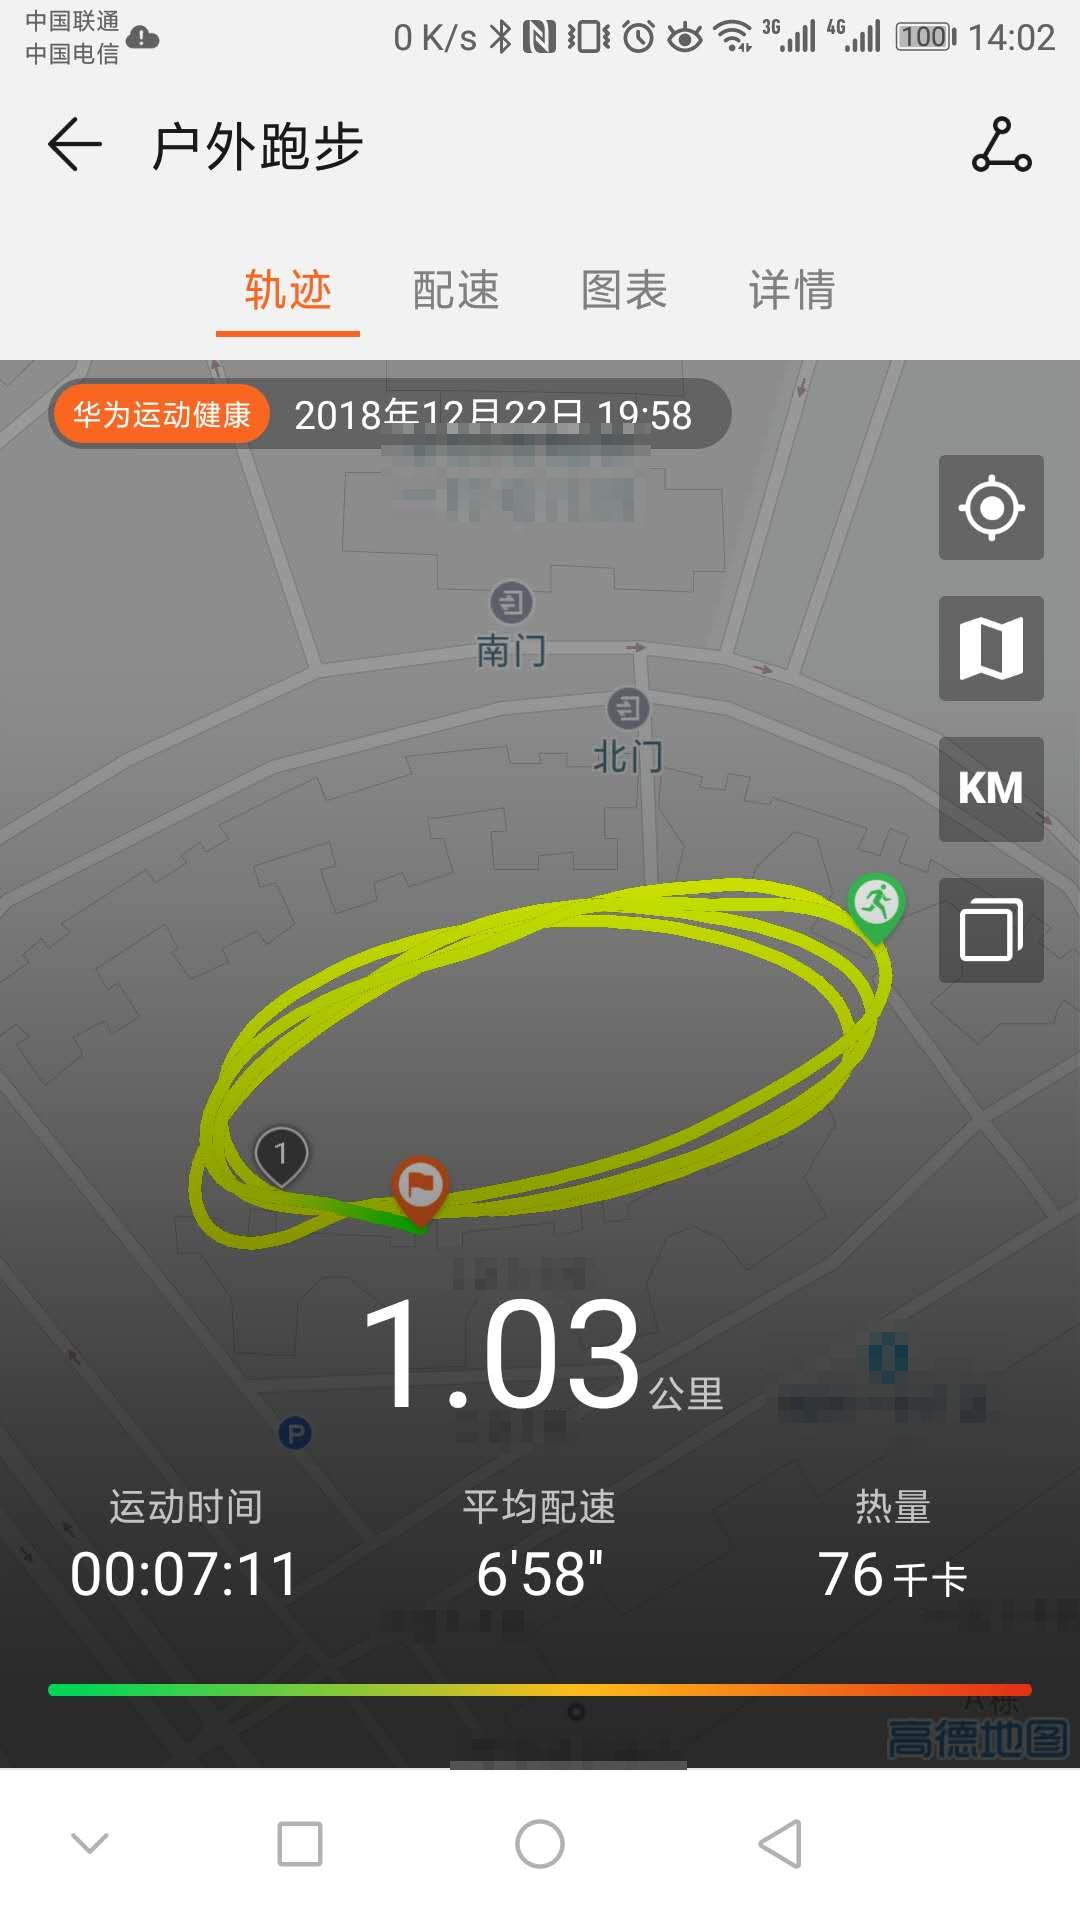 中国联通
中国电信
0 K/s 3G 4G 100 14:02
户外跑步
轨迹 配速 图表 详情
华为运动健康 2018年12月22日 19:58
南门
北门
KM
1
1.03公里
P
运动时间 平均配速 热量
00:07:11 6'58" 76千卡
A栋
高德地图